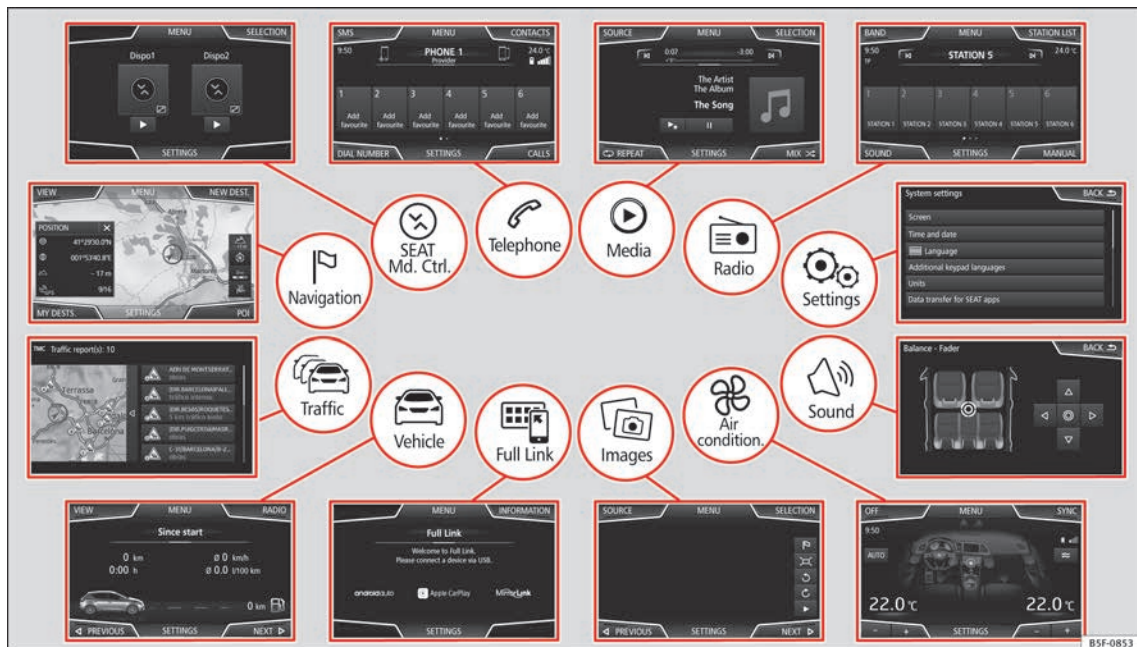 MENU
SELECTION
Dispo1
Dispo2
SETTINGS
SMS
MENU
CONTACTS
9:50
PHONE 1
24.0 °C
Provider
1 2 3 4 5 6
Add favourite
Add favourite
Add favourite
Add favourite
Add favourite
Add favourite
DIAL NUMBER
SETTINGS
CALLS
SOURCE
MENU
SELECTION
0:07
-3:00
The Artist
The Album
The Song
REPEAT
SETTINGS
MIX
BAND
MENU
STATION LIST
9:50
TP
STATION 5
24.0 °C
1 2 3 4 5 6
STATION 1 STATION 2 STATION 3 STATION 4 STATION 5 STATION 6
SOUND
SETTINGS
MANUAL
VIEW
MENU
NEW DEST.
POSITION
41°29'30.0"N
001°53'40.8"E
- 17 m
9/16
MY DESTS.
SETTINGS
POI
Navigation
SEAT
Md. Ctrl.
Telephone
Media
Radio
Settings
System settings
BACK
Screen
Time and date
Language
Additional keypad languages
Units
Data transfer for SEAT apps
TMC Traffic report(s): 10
Terrassa
Barcelona
Traffic
Vehicle
Full Link
Images
Air
condition.
Sound
Balance - Fader
BACK
VIEW
MENU
RADIO
Since start
0 km
Ø 0 km/h
0:00 h
Ø 0.0 l/100 km
0 km
PREVIOUS
SETTINGS
NEXT
MENU
INFORMATION
Full Link
Welcome to Full Link.
Please connect a device via USB.
androidauto
Apple CarPlay
MirrorLink
SETTINGS
SOURCE
MENU
SELECTION
PREVIOUS
SETTINGS
NEXT
OFF
MENU
SYNC
9:50
AUTO
22.0 °C
22.0 °C
- +
SETTINGS
- +
B5F-0853